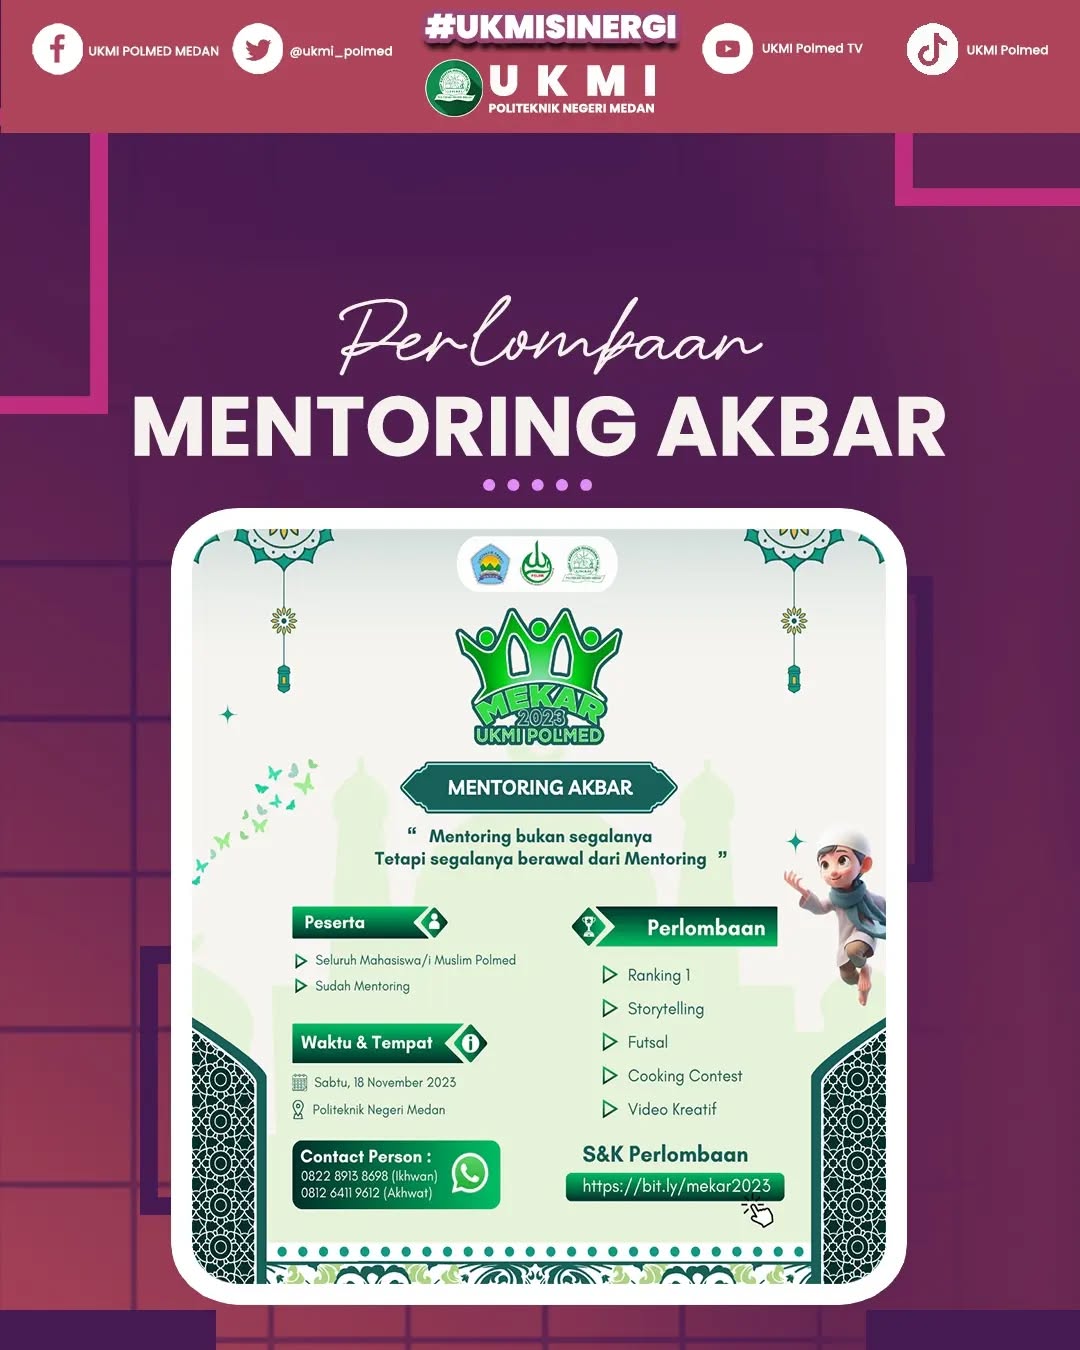 #UKMISINERGI
UKMI POLMED MEDAN
@ukmi_polmed
UKMI
POLITEKNIK NEGERI MEDAN
UKMI Polmed TV
UKMI Polmed
Perlombaan
MENTORING AKBAR
MEKAR
2023
UKMI POLMED
MENTORING AKBAR
“ Mentoring bukan segalanya
Tetapi segalanya berawal dari Mentoring ”
Peserta
Seluruh Mahasiswa/i Muslim Polmed
Sudah Mentoring
Waktu & Tempat
Sabtu, 18 November 2023
Politeknik Negeri Medan
Contact Person :
0822 8913 8698 (Ikhwan)
0812 6411 9612 (Akhwat)
Perlombaan
Ranking 1
Storytelling
Futsal
Cooking Contest
Video Kreatif
S&K Perlombaan
https://bit.ly/mekar2023